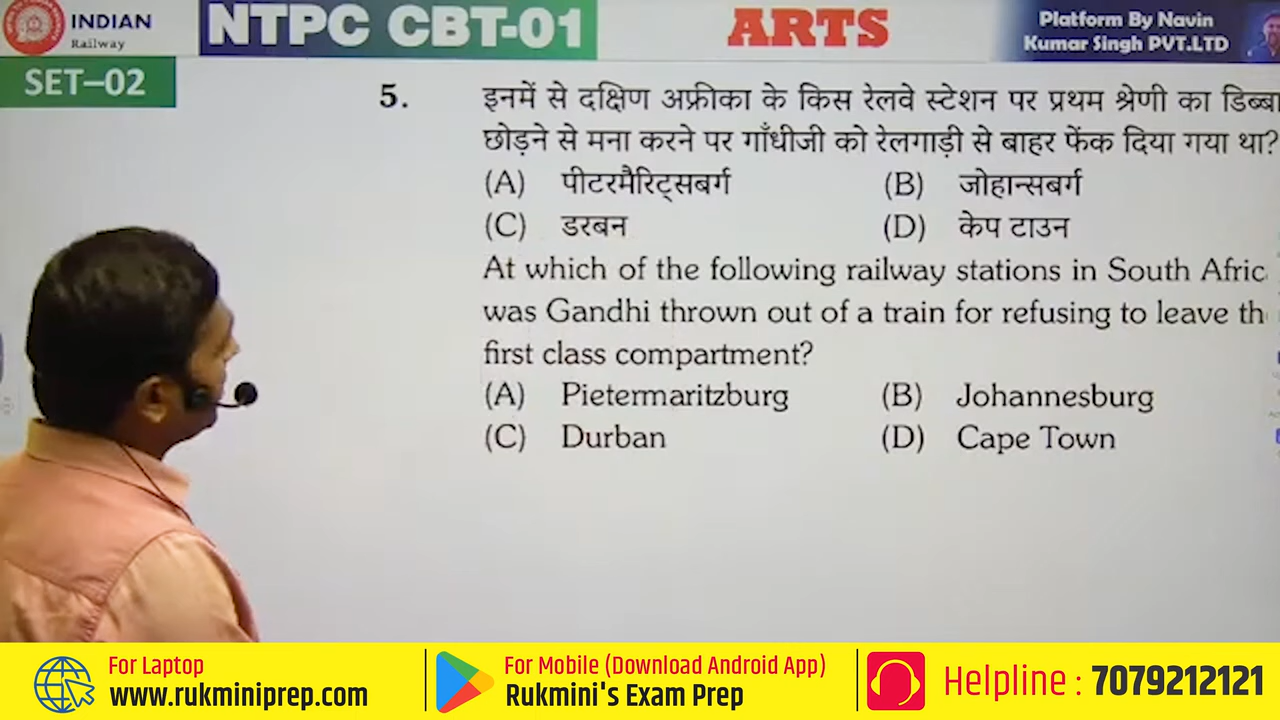 INDIAN
Railway
NTPC CBT-01
ARTS
Platform By Navin
Kumar Singh PVT.LTD
SET–02
5. इनमें से दक्षिण अफ्रीका के किस रेलवे स्टेशन पर प्रथम श्रेणी का डिब्बा
छोड़ने से मना करने पर गाँधीजी को रेलगाड़ी से बाहर फेंक दिया गया था?
(A) पीटरमैरिट्सबर्ग (B) जोहान्सबर्ग
(C) डरबन (D) केप टाउन
At which of the following railway stations in South Afric
was Gandhi thrown out of a train for refusing to leave th
first class compartment?
(A) Pietermaritzburg (B) Johannesburg
(C) Durban (D) Cape Town
For Laptop
www.rukminiprep.com
For Mobile (Download Android App)
Rukmini's Exam Prep
Helpline : 7079212121